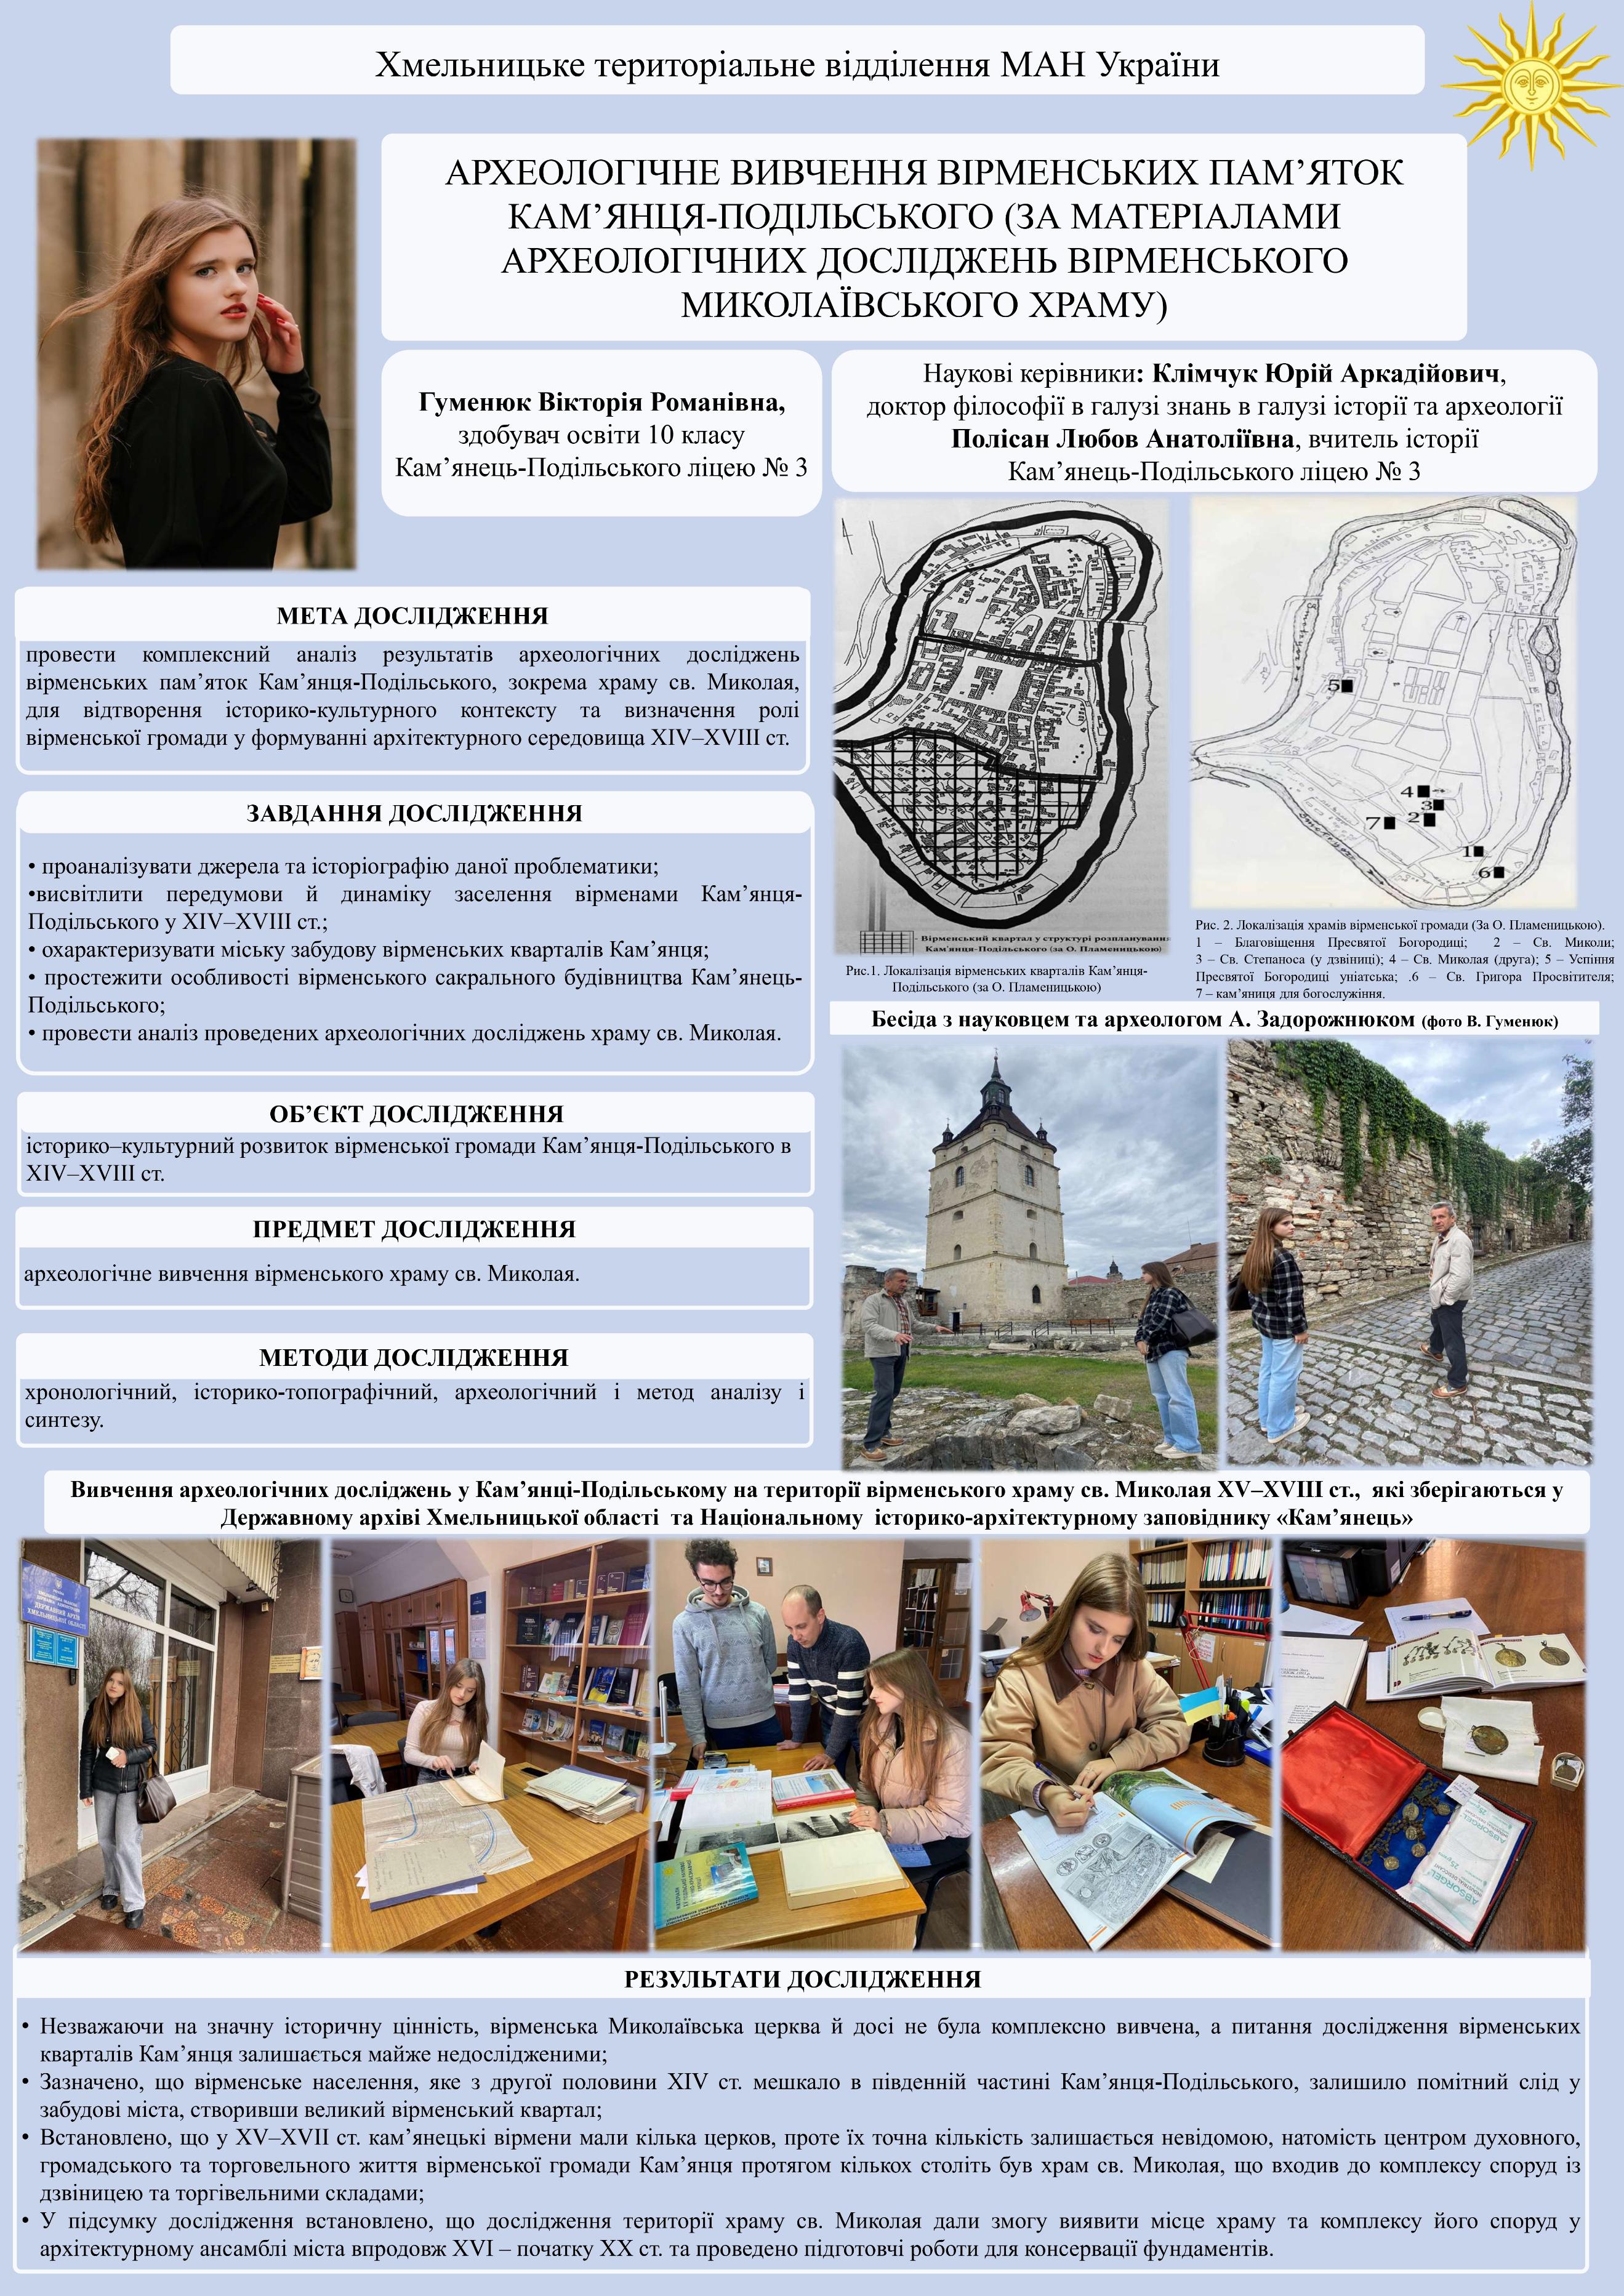 Хмельницьке територіальне відділення МАН України
АРХЕОЛОГІЧНЕ ВИВЧЕННЯ ВІРМЕНСЬКИХ ПАМ’ЯТОК
КАМ’ЯНЦЯ-ПОДІЛЬСЬКОГО (ЗА МАТЕРІАЛАМИ
АРХЕОЛОГІЧНИХ ДОСЛІДЖЕНЬ ВІРМЕНСЬКОГО
МИКОЛАЇВСЬКОГО ХРАМУ)
Гуменюк Вікторія Романівна,
здобувач освіти 10 класу
Кам’янець-Подільського ліцею № 3
Наукові керівники: Клімчук Юрій Аркадійович,
доктор філософії в галузі знань в галузі історії та археології
Полісан Любов Анатоліївна, вчитель історії
Кам’янець-Подільського ліцею № 3
МЕТА ДОСЛІДЖЕННЯ
провести комплексний аналіз результатів археологічних досліджень
вірменських пам’яток Кам’янця-Подільського, зокрема храму св. Миколая,
для відтворення історико-культурного контексту та визначення ролі
вірменської громади у формуванні архітектурного середовища XIV–XVIII ст.
ЗАВДАННЯ ДОСЛІДЖЕННЯ
• проаналізувати джерела та історіографію даної проблематики;
•висвітлити передумови й динаміку заселення вірменами Кам’янця-
Подільського у XIV–XVIII ст.;
• охарактеризувати міську забудову вірменських кварталів Кам’янця;
• простежити особливості вірменського сакрального будівництва Кам’янець-
Подільського;
• провести аналіз проведених археологічних досліджень храму св. Миколая.
ОБ’ЄКТ ДОСЛІДЖЕННЯ
історико–культурний розвиток вірменської громади Кам’янця-Подільського в
XIV–XVIII ст.
ПРЕДМЕТ ДОСЛІДЖЕННЯ
археологічне вивчення вірменського храму св. Миколая.
МЕТОДИ ДОСЛІДЖЕННЯ
хронологічний, історико-топографічний, археологічний і метод аналізу і
синтезу.
- Вірменський квартал у структурі розпланування
Кам'янця-Подільського (за О. Пламеницькою)
Рис.1. Локалізація вірменських кварталів Кам’янця-
Подільського (за О. Пламеницькою)
5
4
3
2
7
1
6
Рис. 2. Локалізація храмів вірменської громади (За О. Пламеницькою).
1 – Благовіщення Пресвятої Богородиці; 2 – Св. Миколи;
3 – Св. Степаноса (у дзвіниці); 4 – Св. Миколая (друга); 5 – Успіння
Пресвятої Богородиці уніатська; .6 – Св. Григора Просвітителя;
7 – кам’яниця для богослужіння.
Бесіда з науковцем та археологом А. Задорожнюком (фото В. Гуменюк)
Вивчення археологічних досліджень у Кам’янці-Подільському на території вірменського храму св. Миколая XV–XVIII ст., які зберігаються у
Державному архіві Хмельницької області та Національному історико-архітектурному заповіднику «Кам’янець»
ДЕРЖАВНИЙ АРХІВ
ХМЕЛЬНИЦЬКОЇ ОБЛАСТІ
ABSORGEL
ABSORGEL
РЕЗУЛЬТАТИ ДОСЛІДЖЕННЯ
• Незважаючи на значну історичну цінність, вірменська Миколаївська церква й досі не була комплексно вивчена, а питання дослідження вірменських
кварталів Кам’янця залишається майже недослідженими;
• Зазначено, що вірменське населення, яке з другої половини XIV ст. мешкало в південній частині Кам’янця-Подільського, залишило помітний слід у
забудові міста, створивши великий вірменський квартал;
• Встановлено, що у XV–XVII ст. кам’янецькі вірмени мали кілька церков, проте їх точна кількість залишається невідомою, натомість центром духовного,
громадського та торговельного життя вірменської громади Кам’янця протягом кількох століть був храм св. Миколая, що входив до комплексу споруд із
дзвіницею та торгівельними складами;
• У підсумку дослідження встановлено, що дослідження території храму св. Миколая дали змогу виявити місце храму та комплексу його споруд у
архітектурному ансамблі міста впродовж XVI – початку XX ст. та проведено підготовчі роботи для консервації фундаментів.